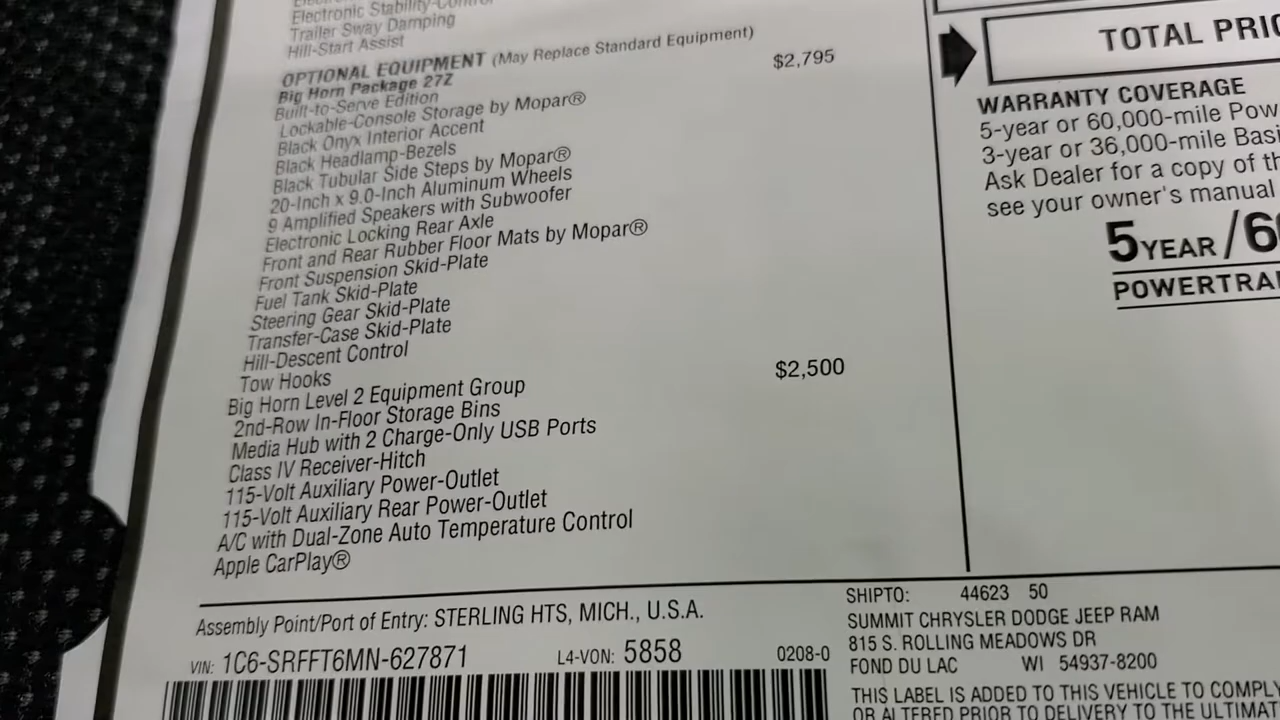 Electronic Stability-Control
Trailer Sway Damping
Hill-Start Assist
OPTIONAL EQUIPMENT (May Replace Standard Equipment)
Big Horn Package 27Z $2,795
Built-to-Serve Edition
Lockable-Console Storage by Mopar®
Black Onyx Interior Accent
Black Headlamp-Bezels
Black Tubular Side Steps by Mopar®
20-Inch x 9.0-Inch Aluminum Wheels
9 Amplified Speakers with Subwoofer
Electronic Locking Rear Axle
Front and Rear Rubber Floor Mats by Mopar®
Front Suspension Skid-Plate
Fuel Tank Skid-Plate
Steering Gear Skid-Plate
Transfer-Case Skid-Plate
Hill-Descent Control
Tow Hooks
Big Horn Level 2 Equipment Group $2,500
2nd-Row In-Floor Storage Bins
Media Hub with 2 Charge-Only USB Ports
Class IV Receiver-Hitch
115-Volt Auxiliary Power-Outlet
115-Volt Auxiliary Rear Power-Outlet
A/C with Dual-Zone Auto Temperature Control
Apple CarPlay®
Assembly Point/Port of Entry: STERLING HTS, MICH., U.S.A.
VIN: 1C6-SRFFT6MN-627871 L4-VON: 5858 0208-0
TOTAL PRIC
WARRANTY COVERAGE
5-year or 60,000-mile Pow
3-year or 36,000-mile Basi
Ask Dealer for a copy of th
see your owner's manual
5 YEAR/6
POWERTRA
SHIPTO: 44623 50
SUMMIT CHRYSLER DODGE JEEP RAM
815 S. ROLLING MEADOWS DR
FOND DU LAC WI 54937-8200
THIS LABEL IS ADDED TO THIS VEHICLE TO COMPLY
OR ALTERED PRIOR TO DELIVERY TO THE ULTIMAT